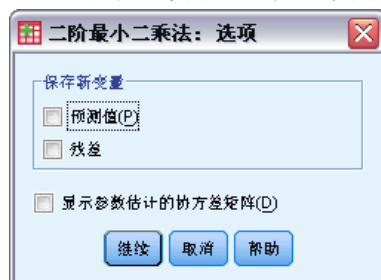 二阶最小二乘法：选项
保存新变量
预测值(P)
残差
显示参数估计的协方差矩阵(D)
继续 取消 帮助